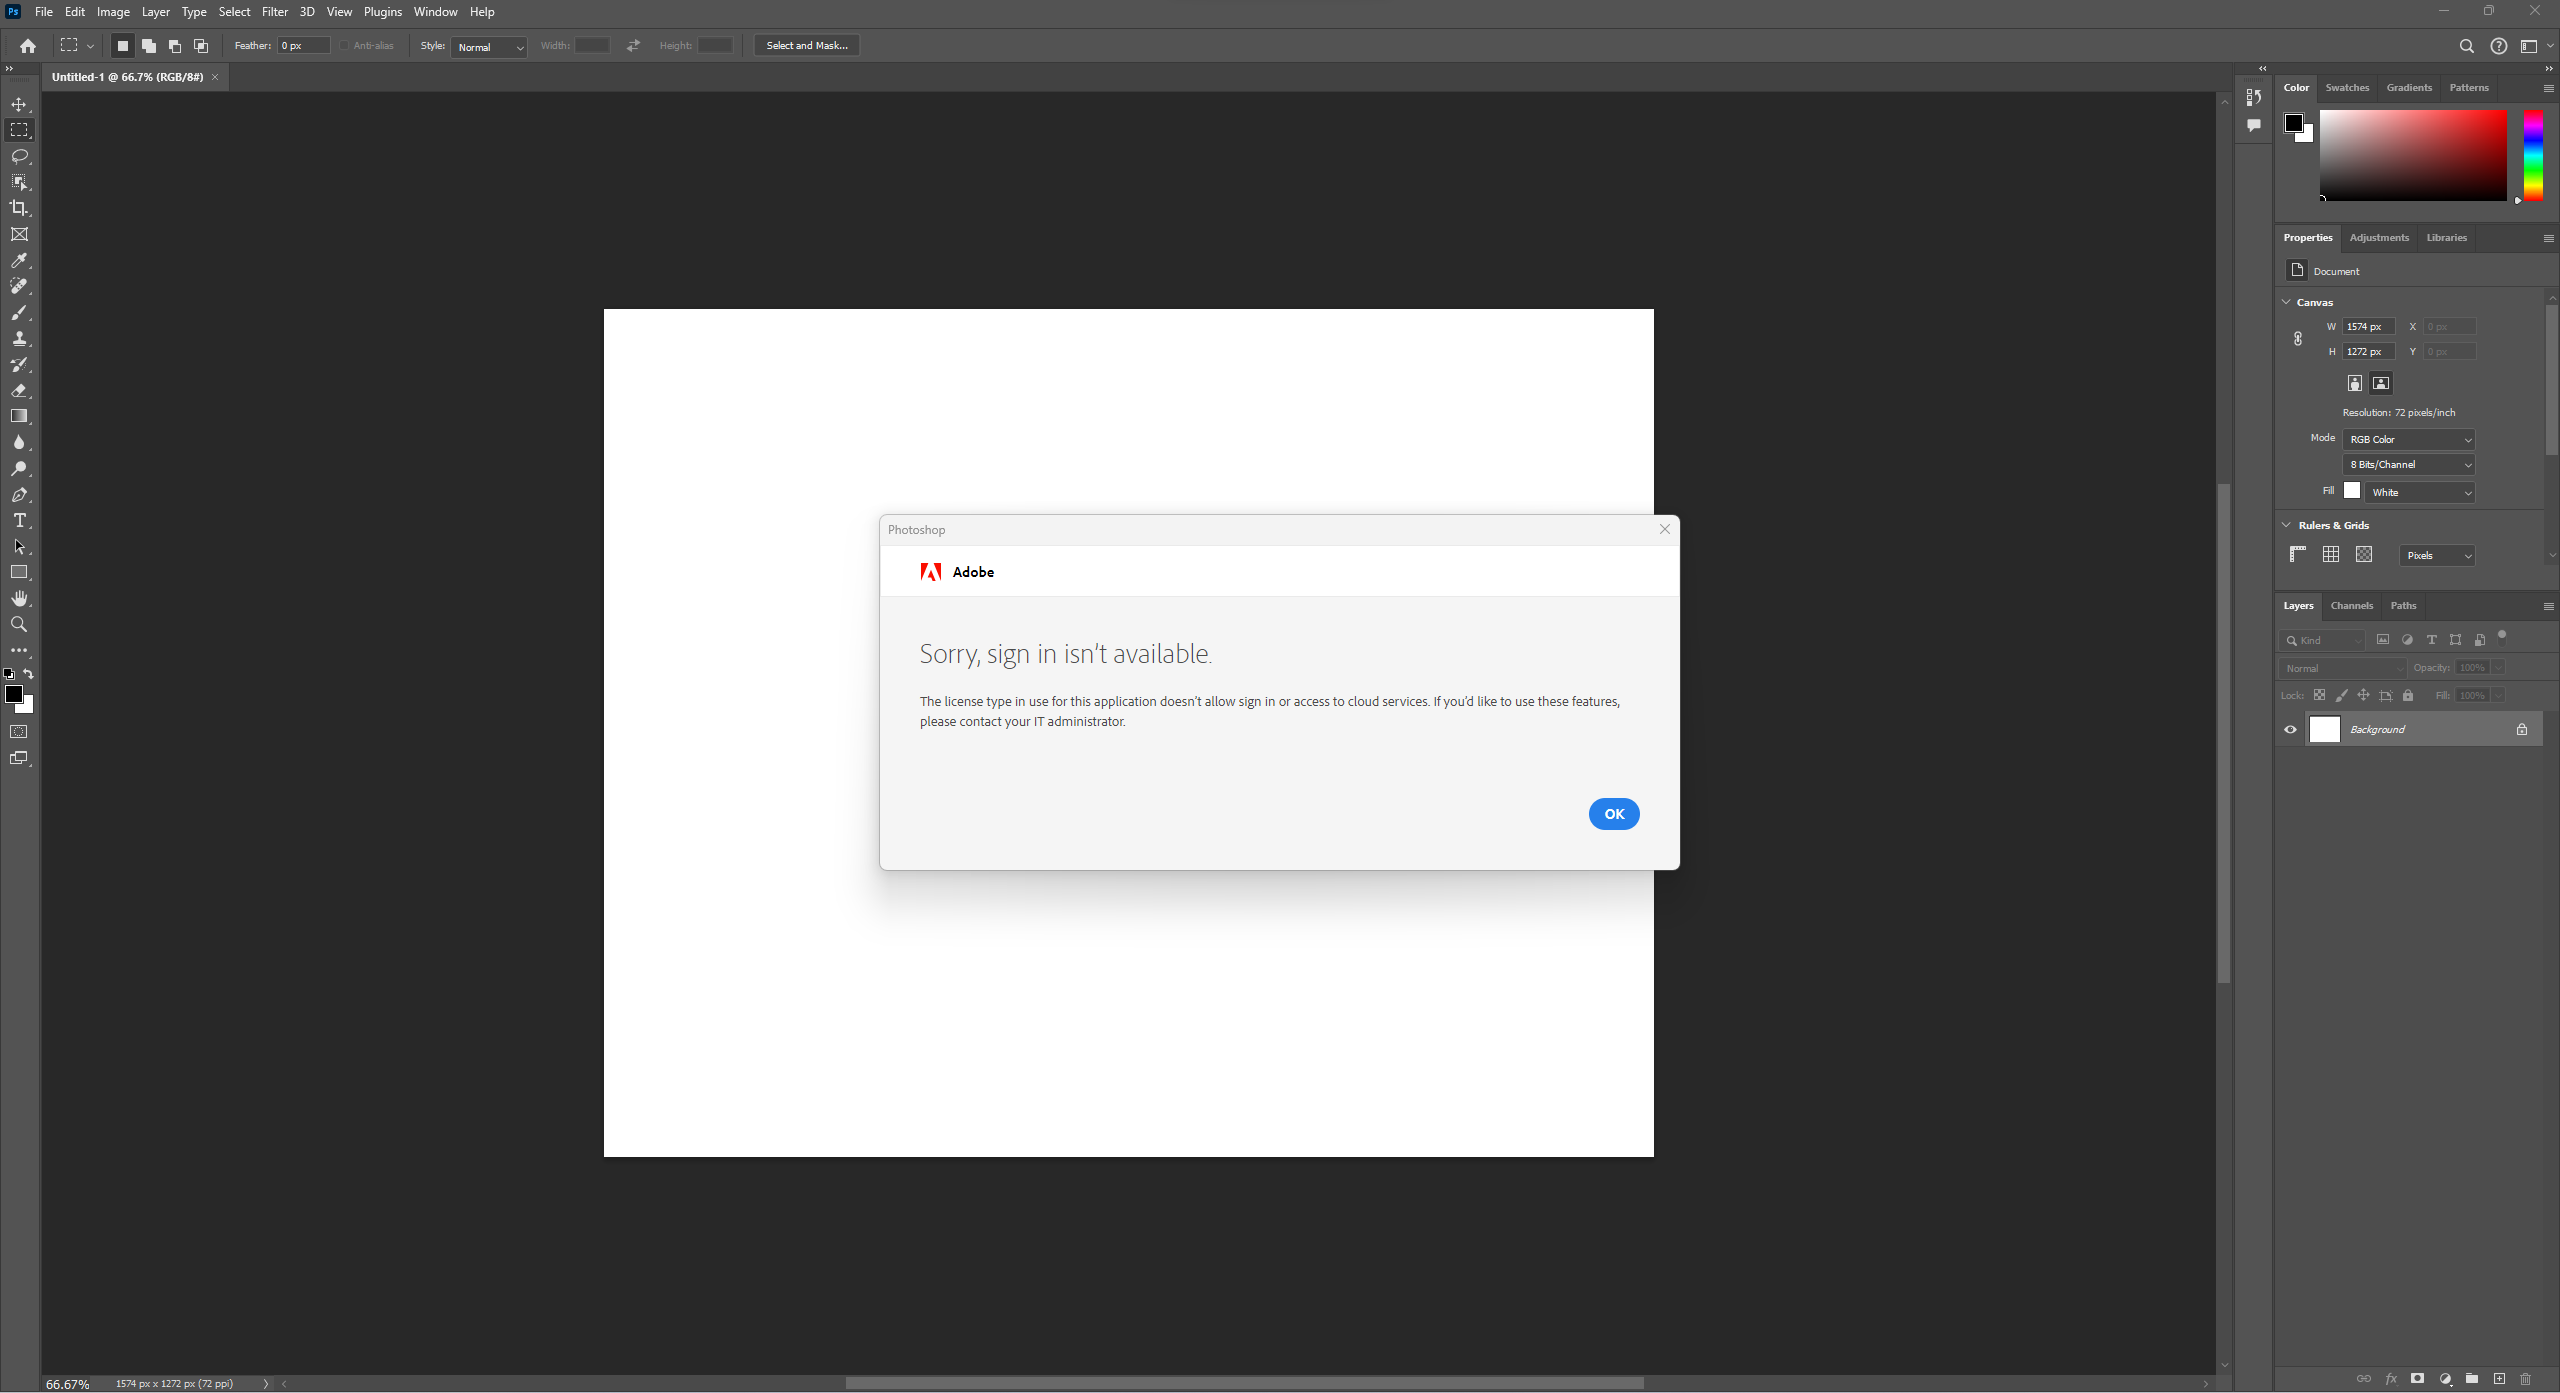 Ps File Edit Image Layer Type Select Filter 3D View Plugins Window Help
Feather: 0 px Anti-alias Style: Normal Width: Height: Select and Mask...
Untitled-1 @ 66.7% (RGB/8#)
Color Swatches Gradients Patterns
Properties Adjustments Libraries
Document
Canvas
W 1574 px X 0 px
H 1272 px Y 0 px
Resolution: 72 pixels/inch
Mode RGB Color
8 Bits/Channel
Fill White
Rulers & Grids
Pixels
Photoshop
Adobe
Sorry, sign in isn't available.
The license type in use for this application doesn't allow sign in or access to cloud services. If you'd like to use these features,
please contact your IT administrator.
OK
Layers Channels Paths
Kind
Normal Opacity: 100%
Lock: Fill: 100%
Background
66.67% 1574 px x 1272 px (72 ppi)